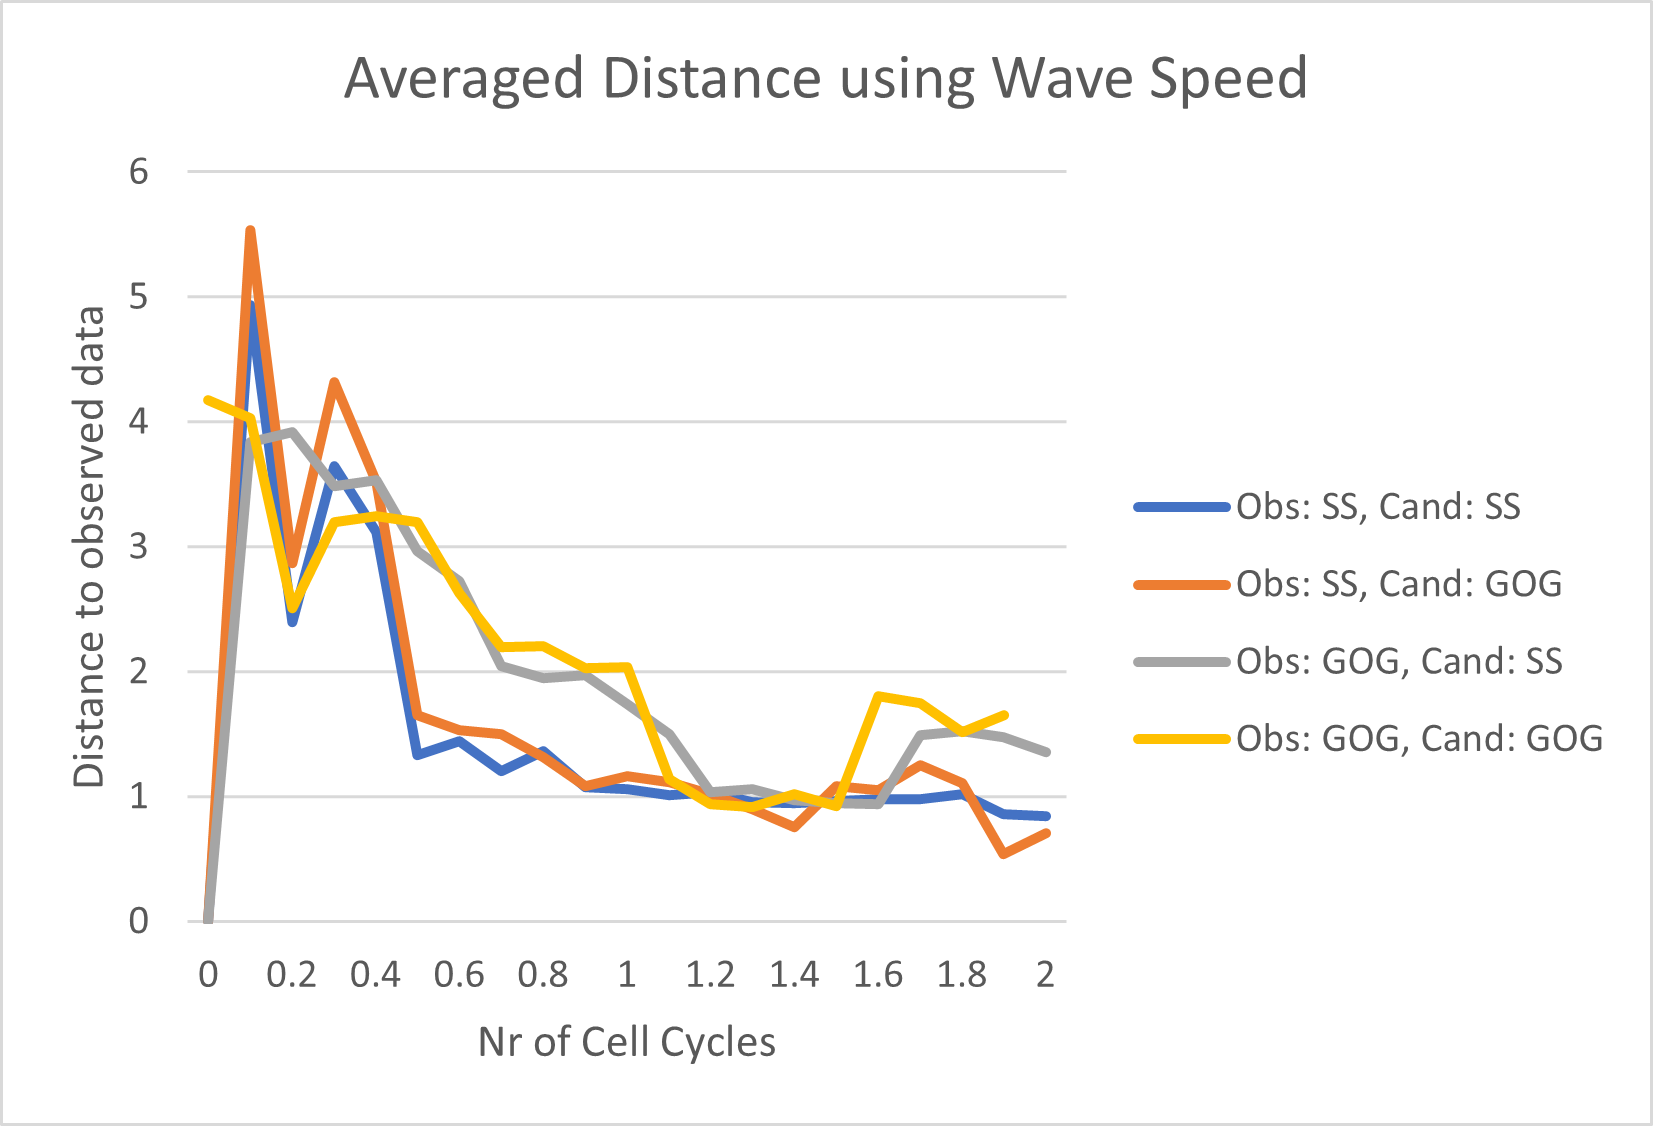 Averaged Distance using Wave Speed
6
5
4
3
2
1
0
Distance to observed data
0 0.2 0.4 0.6 0.8 1 1.2 1.4 1.6 1.8 2
Nr of Cell Cycles
Obs: SS, Cand: SS
Obs: SS, Cand: GOG
Obs: GOG, Cand: SS
Obs: GOG, Cand: GOG